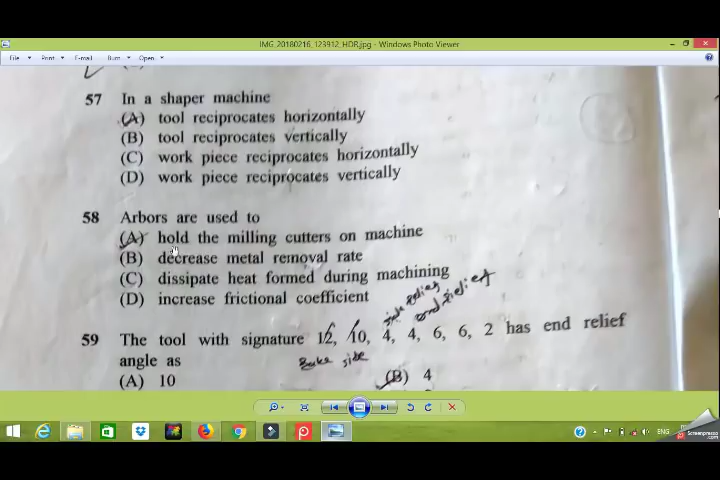 IMG_20180216_123912_HDR.jpg - Windows Photo Viewer
File Print E-mail Burn Open
57 In a shaper machine
(A) tool reciprocates horizontally
(B) tool reciprocates vertically
(C) work piece reciprocates horizontally
(D) work piece reciprocates vertically
58 Arbors are used to
(A) hold the milling cutters on machine
(B) decrease metal removal rate
(C) dissipate heat formed during machining
(D) increase frictional coefficient
side relief end relief
59 The tool with signature 12, 10, 4, 4, 6, 6, 2 has end relief
side
angle as
(A) 10 (B) 4
ENG
Screenpresso.com